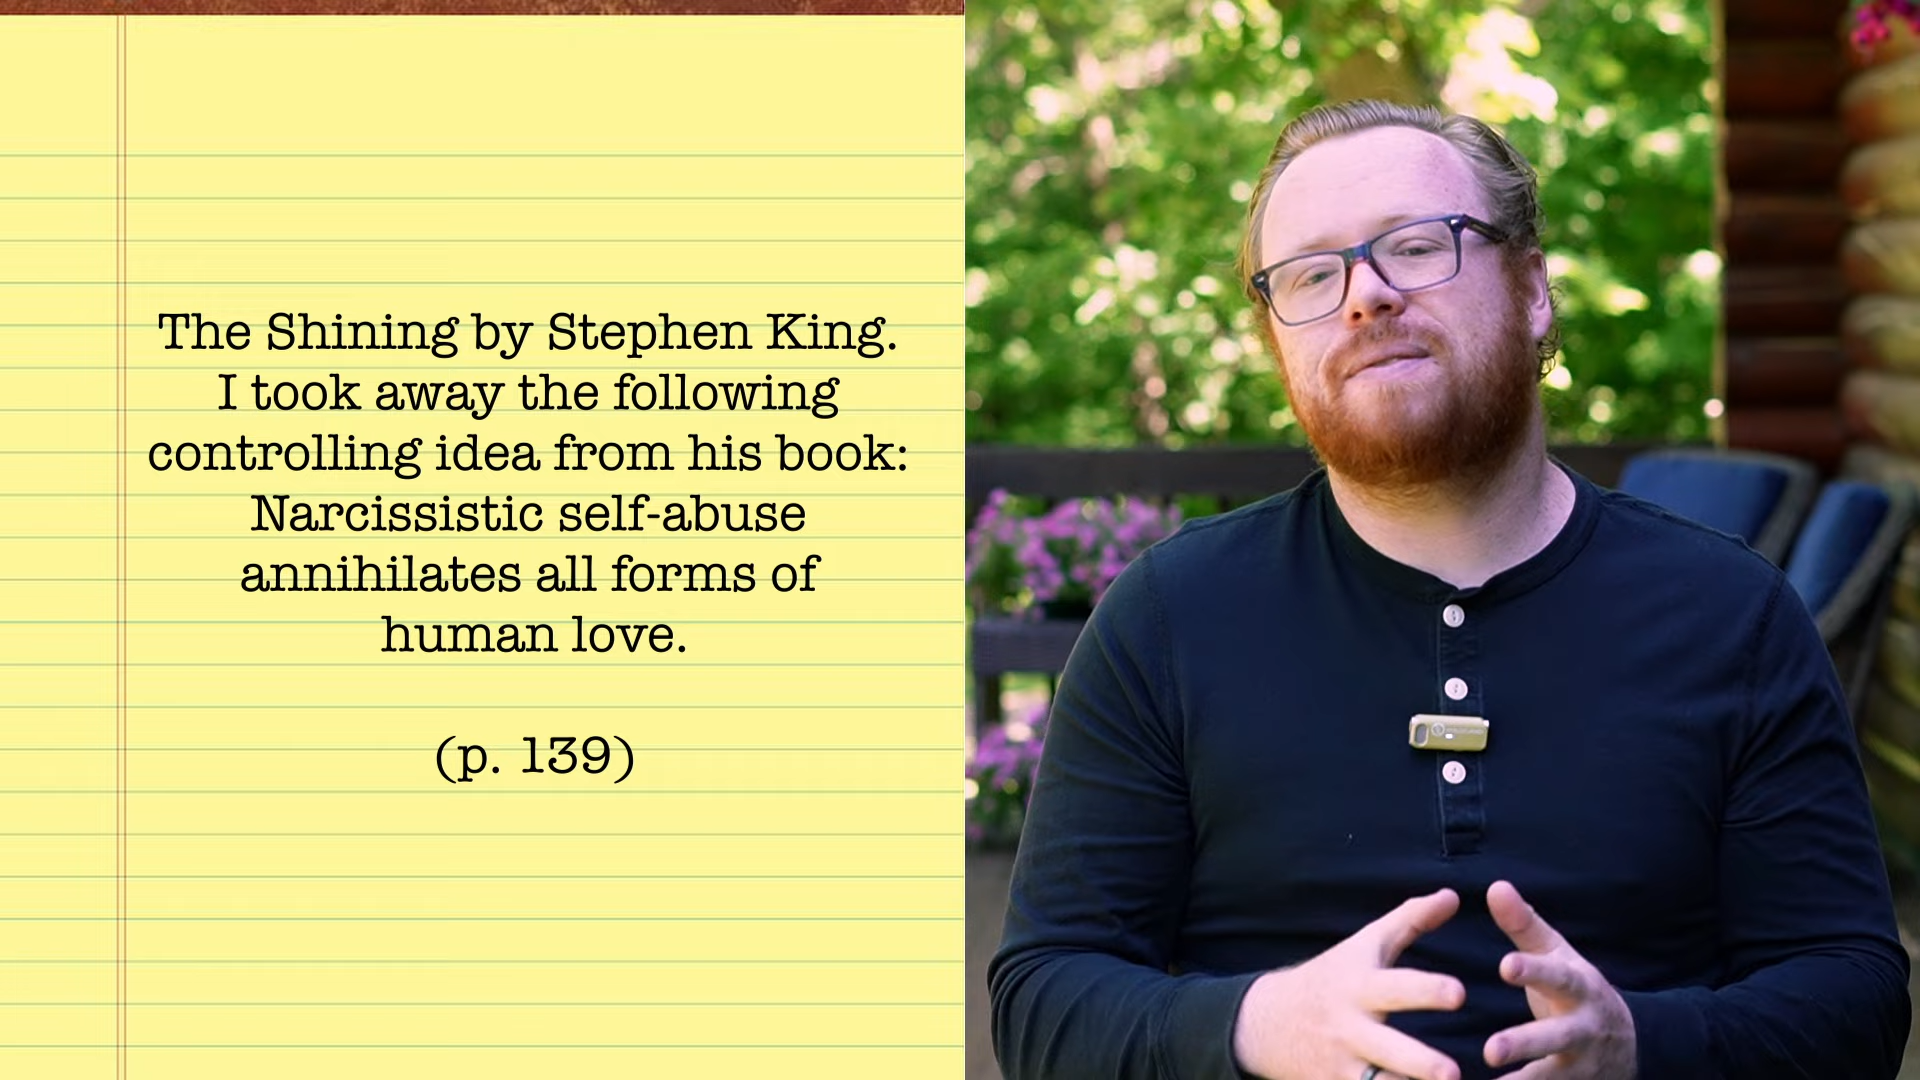 The Shining by Stephen King.
I took away the following
controlling idea from his book:
Narcissistic self-abuse
annihilates all forms of
human love.
(p. 139)